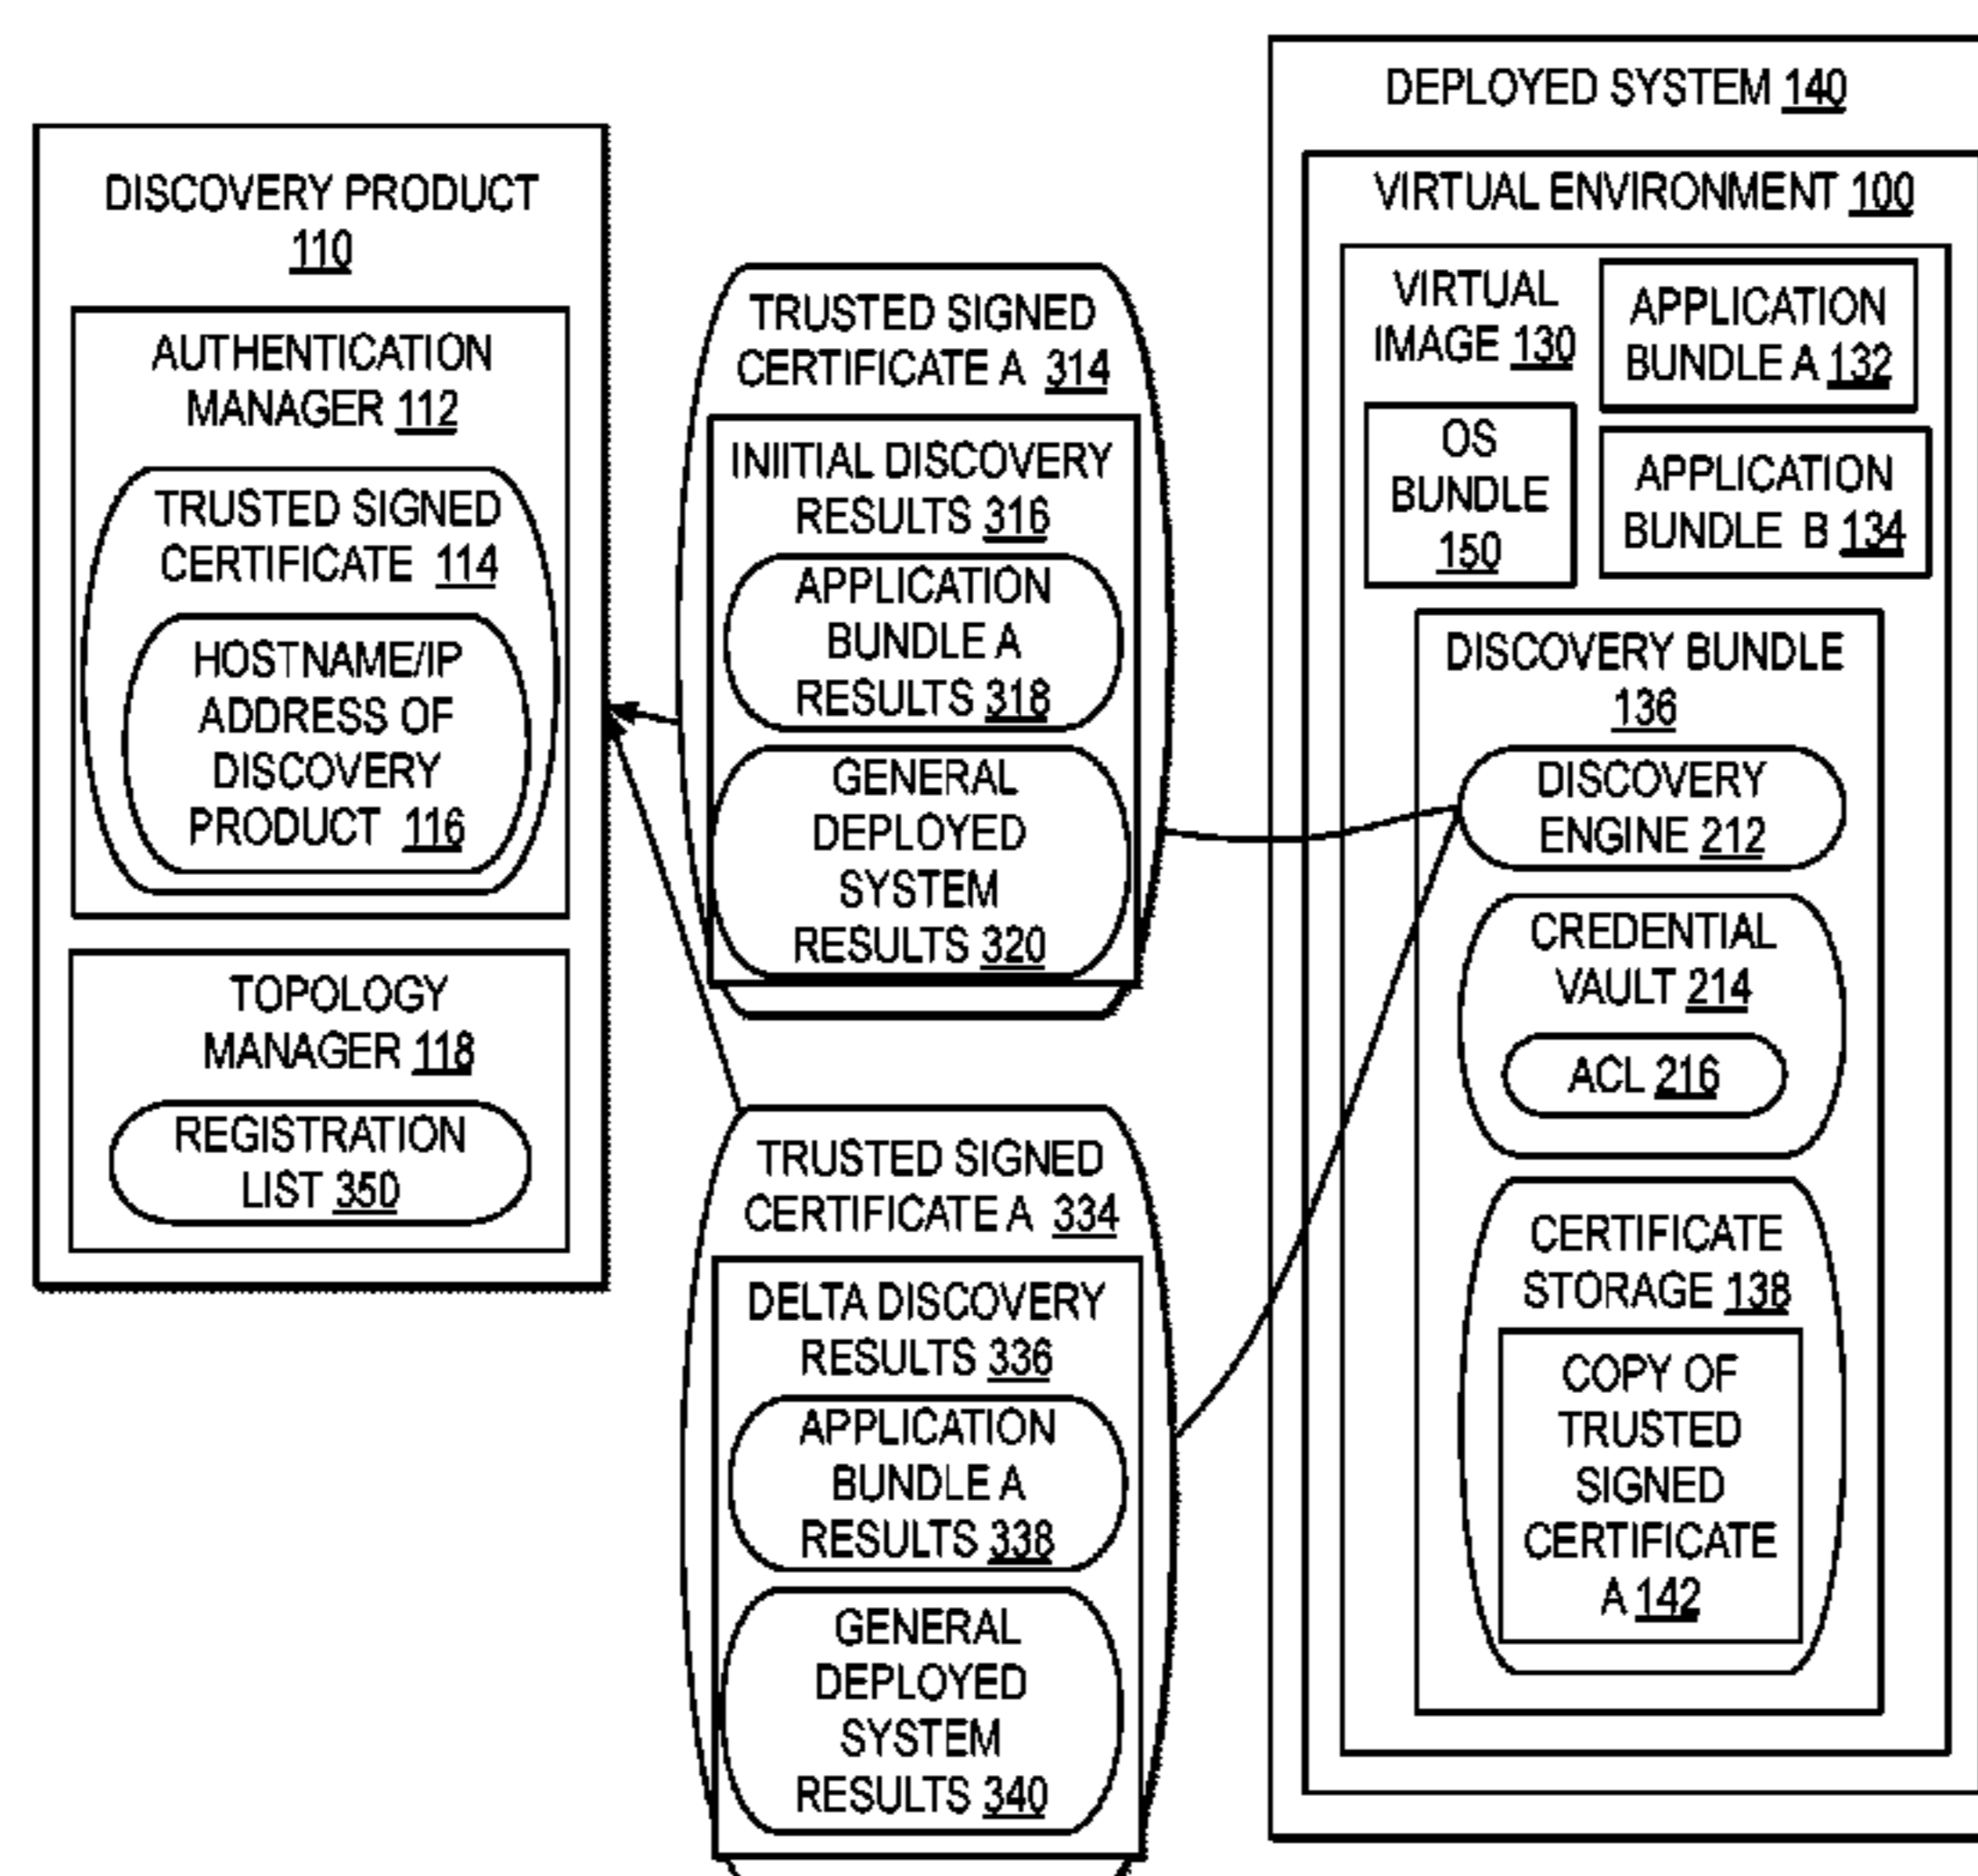 DISCOVERY PRODUCT
110
AUTHENTICATION
MANAGER 112
TRUSTED SIGNED
CERTIFICATE 114
HOSTNAME/IP
ADDRESS OF
DISCOVERY
PRODUCT 116
TOPOLOGY
MANAGER 118
REGISTRATION
LIST 350
TRUSTED SIGNED
CERTIFICATE A 314
INIITIAL DISCOVERY
RESULTS 316
APPLICATION
BUNDLE A
RESULTS 318
GENERAL
DEPLOYED
SYSTEM
RESULTS 320
TRUSTED SIGNED
CERTIFICATE A 334
DELTA DISCOVERY
RESULTS 336
APPLICATION
BUNDLE A
RESULTS 338
GENERAL
DEPLOYED
SYSTEM
RESULTS 340
DEPLOYED SYSTEM 140
VIRTUAL ENVIRONMENT 100
VIRTUAL
IMAGE 130
APPLICATION
BUNDLE A 132
OS
BUNDLE
150
APPLICATION
BUNDLE B 134
DISCOVERY BUNDLE
136
DISCOVERY
ENGINE 212
CREDENTIAL
VAULT 214
ACL 216
CERTIFICATE
STORAGE 138
COPY OF
TRUSTED
SIGNED
CERTIFICATE
A 142